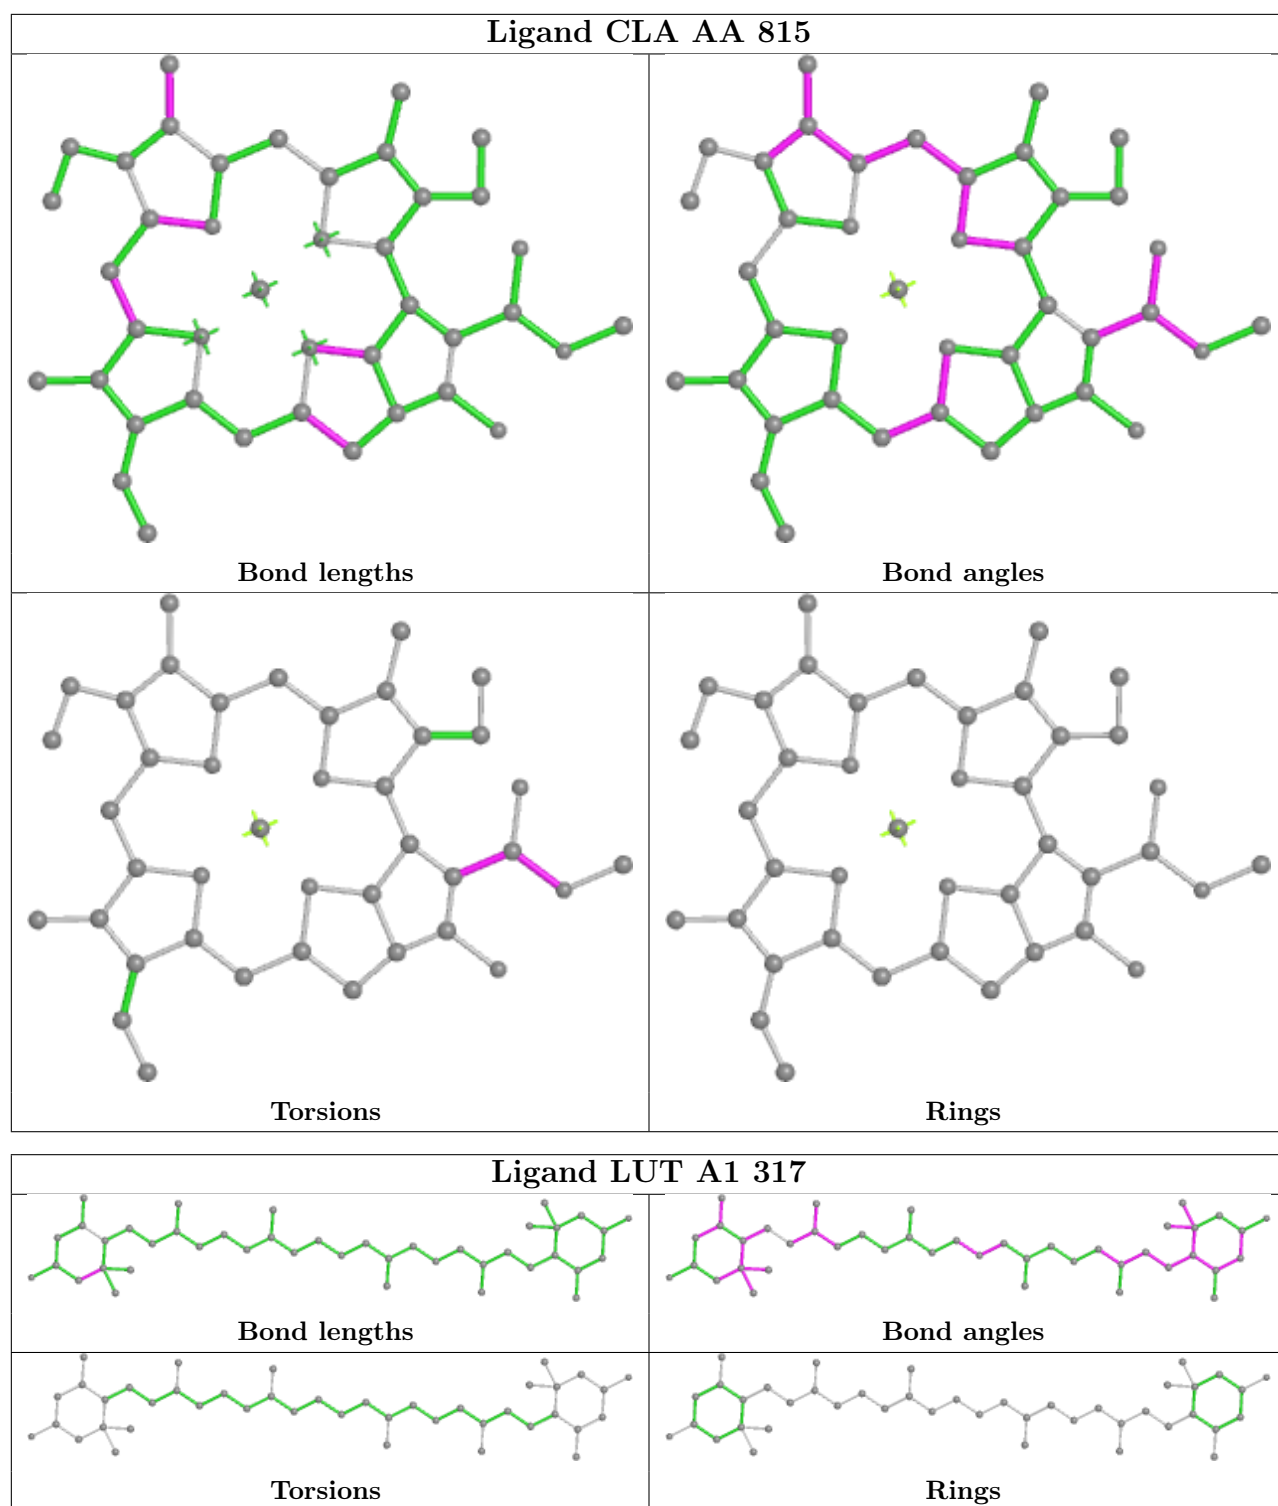 Ligand CLA AA 815
Bond lengths
Bond angles
Torsions
Rings
Ligand LUT A1 317
Bond lengths
Bond angles
Torsions
Rings